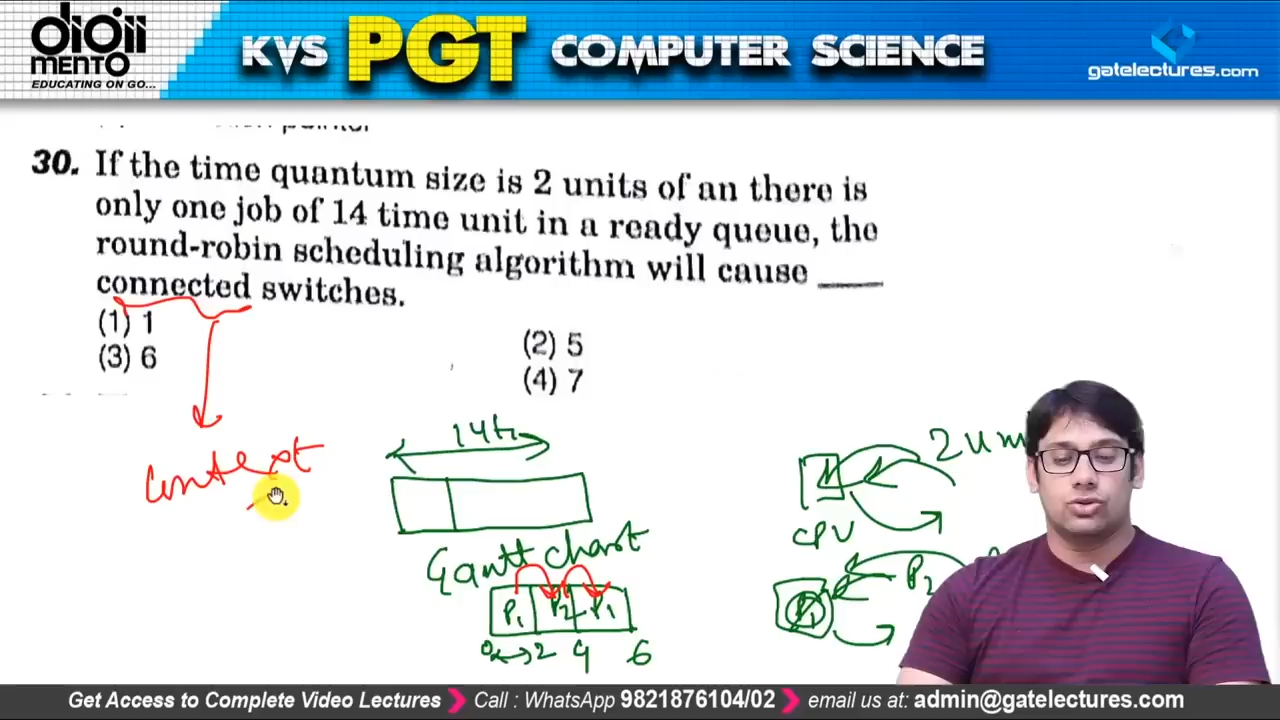 digii
MENTO
EDUCATING ON GO...
KVS PGT COMPUTER SCIENCE
gatelectures.com
30. If the time quantum size is 2 units of an there is
only one job of 14 time unit in a ready queue, the
round-robin scheduling algorithm will cause ____
connected switches.
(1) 1
(2) 5
(3) 6
(4) 7
Context
14
2 un
CPU
Gantt chart
P1 P2 P1
0 2 4 6
P1
P2
Get Access to Complete Video Lectures
Call : WhatsApp 9821876104/02
email us at: admin@gatelectures.com